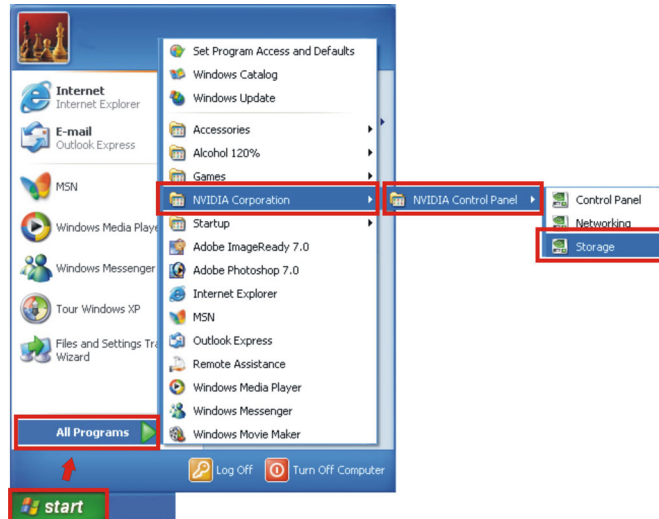 Internet
Internet Explorer
E-mail
Outlook Express
MSN
Windows Media Playe
Windows Messenger
Tour Windows XP
Files and Settings Tra
Wizard
All Programs
start
Set Program Access and Defaults
Windows Catalog
Windows Update
Accessories
Alcohol 120%
Games
NVIDIA Corporation
Startup
Adobe ImageReady 7.0
Adobe Photoshop 7.0
Internet Explorer
MSN
Outlook Express
Remote Assistance
Windows Media Player
Windows Messenger
Windows Movie Maker
Log Off
Turn Off Computer
NVIDIA Control Panel
Control Panel
Networking
Storage